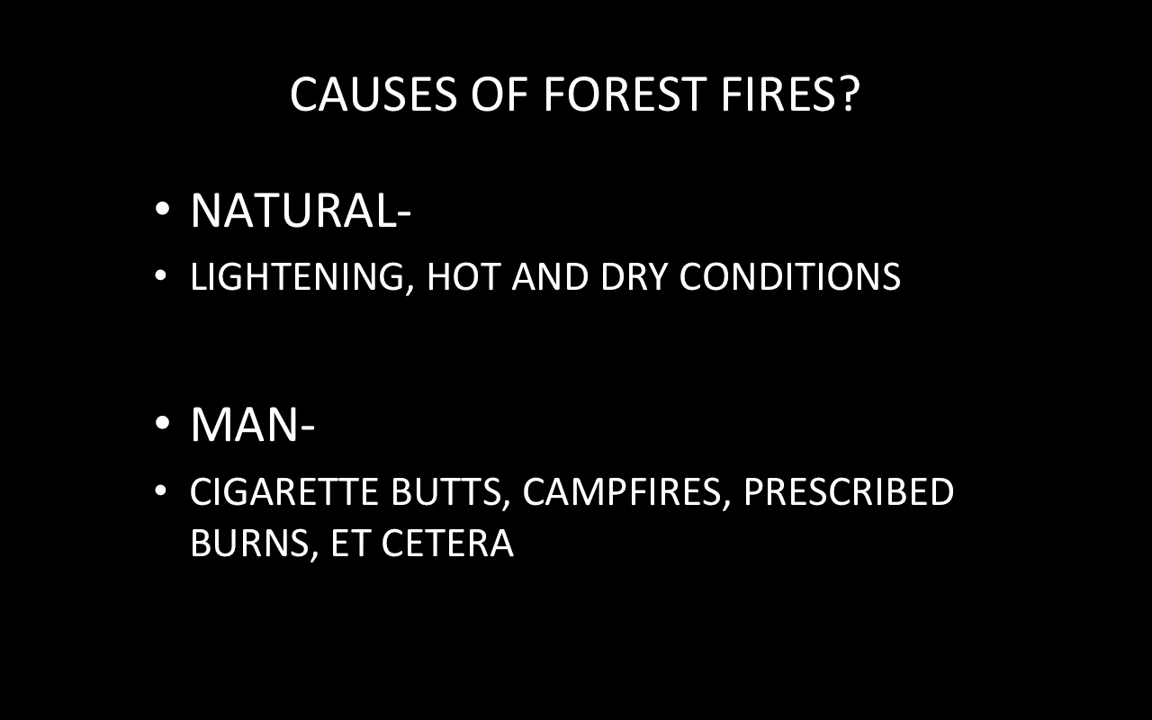 CAUSES OF FOREST FIRES?
• NATURAL-
• LIGHTENING, HOT AND DRY CONDITIONS
• MAN-
• CIGARETTE BUTTS, CAMPFIRES, PRESCRIBED
BURNS, ET CETERA